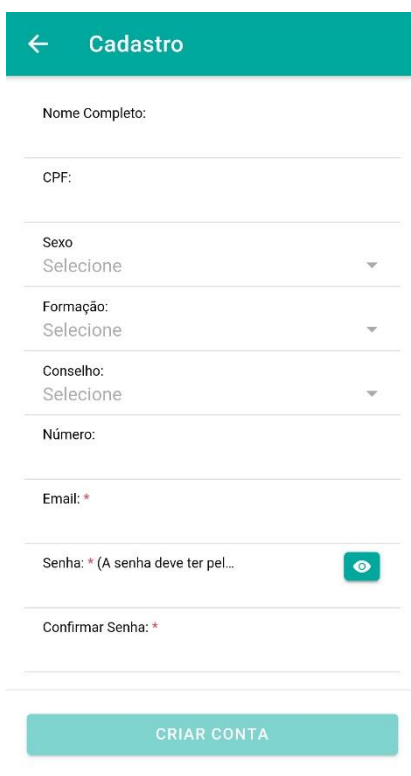 Cadastro
Nome Completo:
CPF:
Sexo
Selecione
Formação:
Selecione
Conselho:
Selecione
Número:
Email: *
Senha: * (A senha deve ter pel...
Confirmar Senha: *
CRIAR CONTA